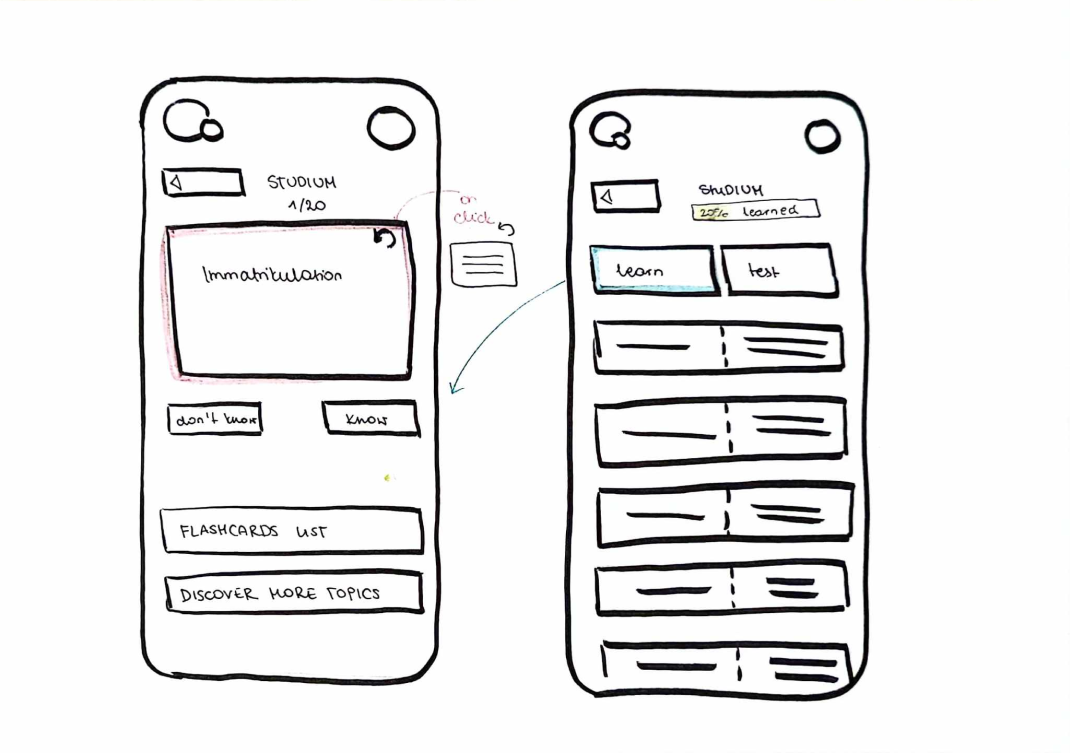 STUDIUM
1/20
on
click
Immatrikulation
don't know
know
FLASHCARDS LIST
DISCOVER MORE TOPICS
STUDIUM
20% learned
learn
test